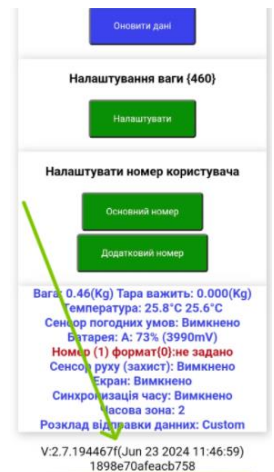 Оновити дані
Налаштування ваги {460}
Налаштувати
Налаштувати номер користувача
Основний номер
Додатковий номер
Вага: 0.46(Kg) Тара важить: 0.000(Kg)
Температура: 25.8°C 25.6°C
Сенсор погодних умов: Вимкнено
Батарея: A: 73% (3990mV)
Номер (1) формат{0}:не задано
Сенсор руху (захист): Вимкнено
Екран: Вимкнено
Синхронизація часу: Вимкнено
Часова зона: 2
Розклад відправки данних: Custom
V:2.7.194467f(Jun 23 2024 11:46:59)
1898e70afeacb758